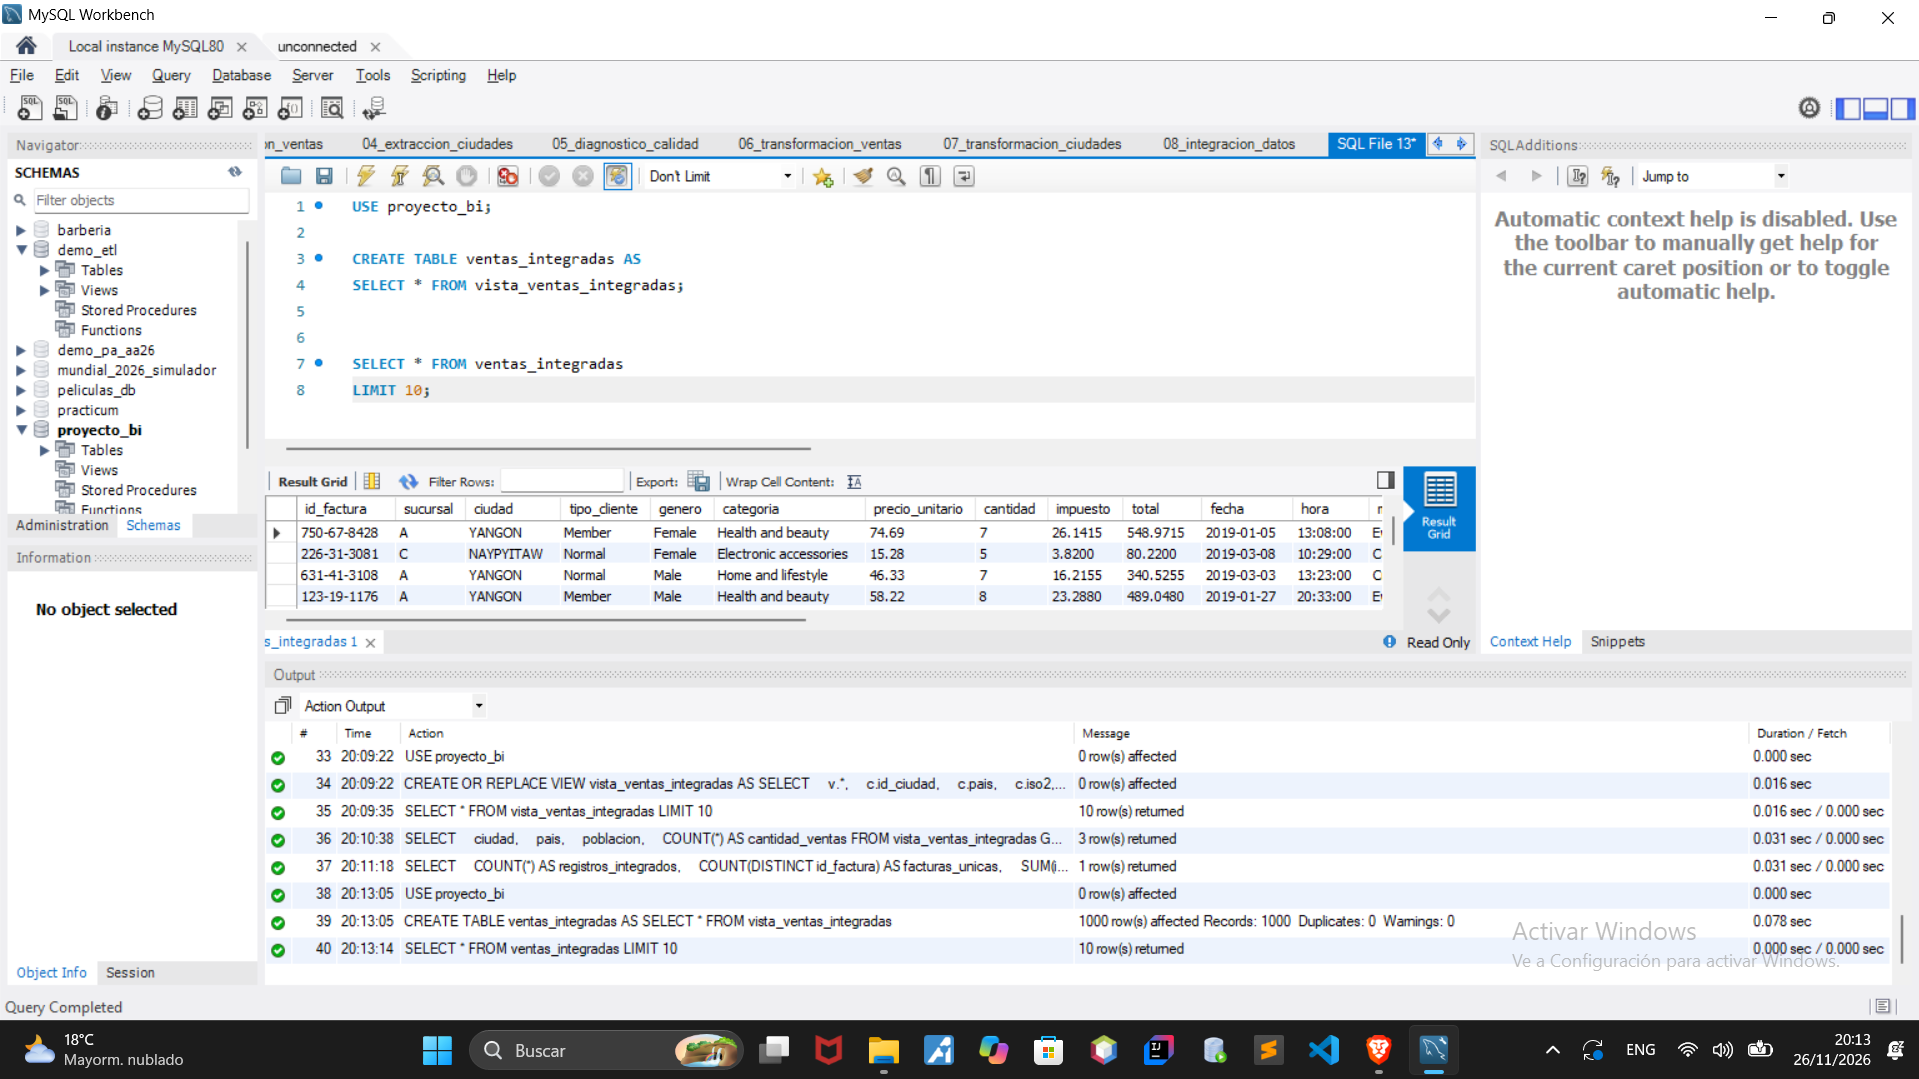 MySQL Workbench
Local instance MySQL80
unconnected
File Edit View Query Database Server Tools Scripting Help
Navigator
SCHEMAS
Filter objects
barberia
demo_etl
Tables
Views
Stored Procedures
Functions
demo_pa_aa26
mundial_2026_simulador
peliculas_db
practicum
proyecto_bi
Tables
Views
Stored Procedures
Functions
Administration Schemas
Information
No object selected
Object Info Session
on_ventas 04_extraccion_ciudades 05_diagnostico_calidad 06_transformacion_ventas 07_transformacion_ciudades 08_integracion_datos SQL File 13*
Don't Limit
1 USE proyecto_bi;
2
3 CREATE TABLE ventas_integradas AS
4 SELECT * FROM vista_ventas_integradas;
5
6
7 SELECT * FROM ventas_integradas
8 LIMIT 10;
Result Grid Filter Rows: Export: Wrap Cell Content:
id_factura sucursal ciudad tipo_cliente genero categoria precio_unitario cantidad impuesto total fecha hora
750-67-8428 A YANGON Member Female Health and beauty 74.69 7 26.1415 548.9715 2019-01-05 13:08:00
226-31-3081 C NAYPYITAW Normal Female Electronic accessories 15.28 5 3.8200 80.2200 2019-03-08 10:29:00 C
631-41-3108 A YANGON Normal Male Home and lifestyle 46.33 7 16.2155 340.5255 2019-03-03 13:23:00 C
123-19-1176 A YANGON Member Male Health and beauty 58.22 8 23.2880 489.0480 2019-01-27 20:33:00
Result Grid
s_integradas 1
Read Only
SQLAdditions
Jump to
Automatic context help is disabled. Use
the toolbar to manually get help for
the current caret position or to toggle
automatic help.
Context Help Snippets
Output
Action Output
# Time Action Message Duration / Fetch
33 20:09:22 USE proyecto_bi 0 row(s) affected 0.000 sec
34 20:09:22 CREATE OR REPLACE VIEW vista_ventas_integradas AS SELECT v.*, c.id_ciudad, c.pais, c.iso2,... 0 row(s) affected 0.016 sec
35 20:09:35 SELECT * FROM vista_ventas_integradas LIMIT 10 10 row(s) returned 0.016 sec / 0.000 sec
36 20:10:38 SELECT ciudad, pais, poblacion, COUNT(*) AS cantidad_ventas FROM vista_ventas_integradas G... 3 row(s) returned 0.031 sec / 0.000 sec
37 20:11:18 SELECT COUNT(*) AS registros_integrados, COUNT(DISTINCT id_factura) AS facturas_unicas, SUM(i... 1 row(s) returned 0.031 sec / 0.000 sec
38 20:13:05 USE proyecto_bi 0 row(s) affected 0.000 sec
39 20:13:05 CREATE TABLE ventas_integradas AS SELECT * FROM vista_ventas_integradas 1000 row(s) affected Records: 1000 Duplicates: 0 Warnings: 0 0.078 sec
40 20:13:14 SELECT * FROM ventas_integradas LIMIT 10 10 row(s) returned 0.000 sec / 0.000 sec
Activar Windows
Ve a Configuración para activar Windows.
Query Completed
18°C
Mayorm. nublado
Buscar
ENG
20:13
26/11/2026